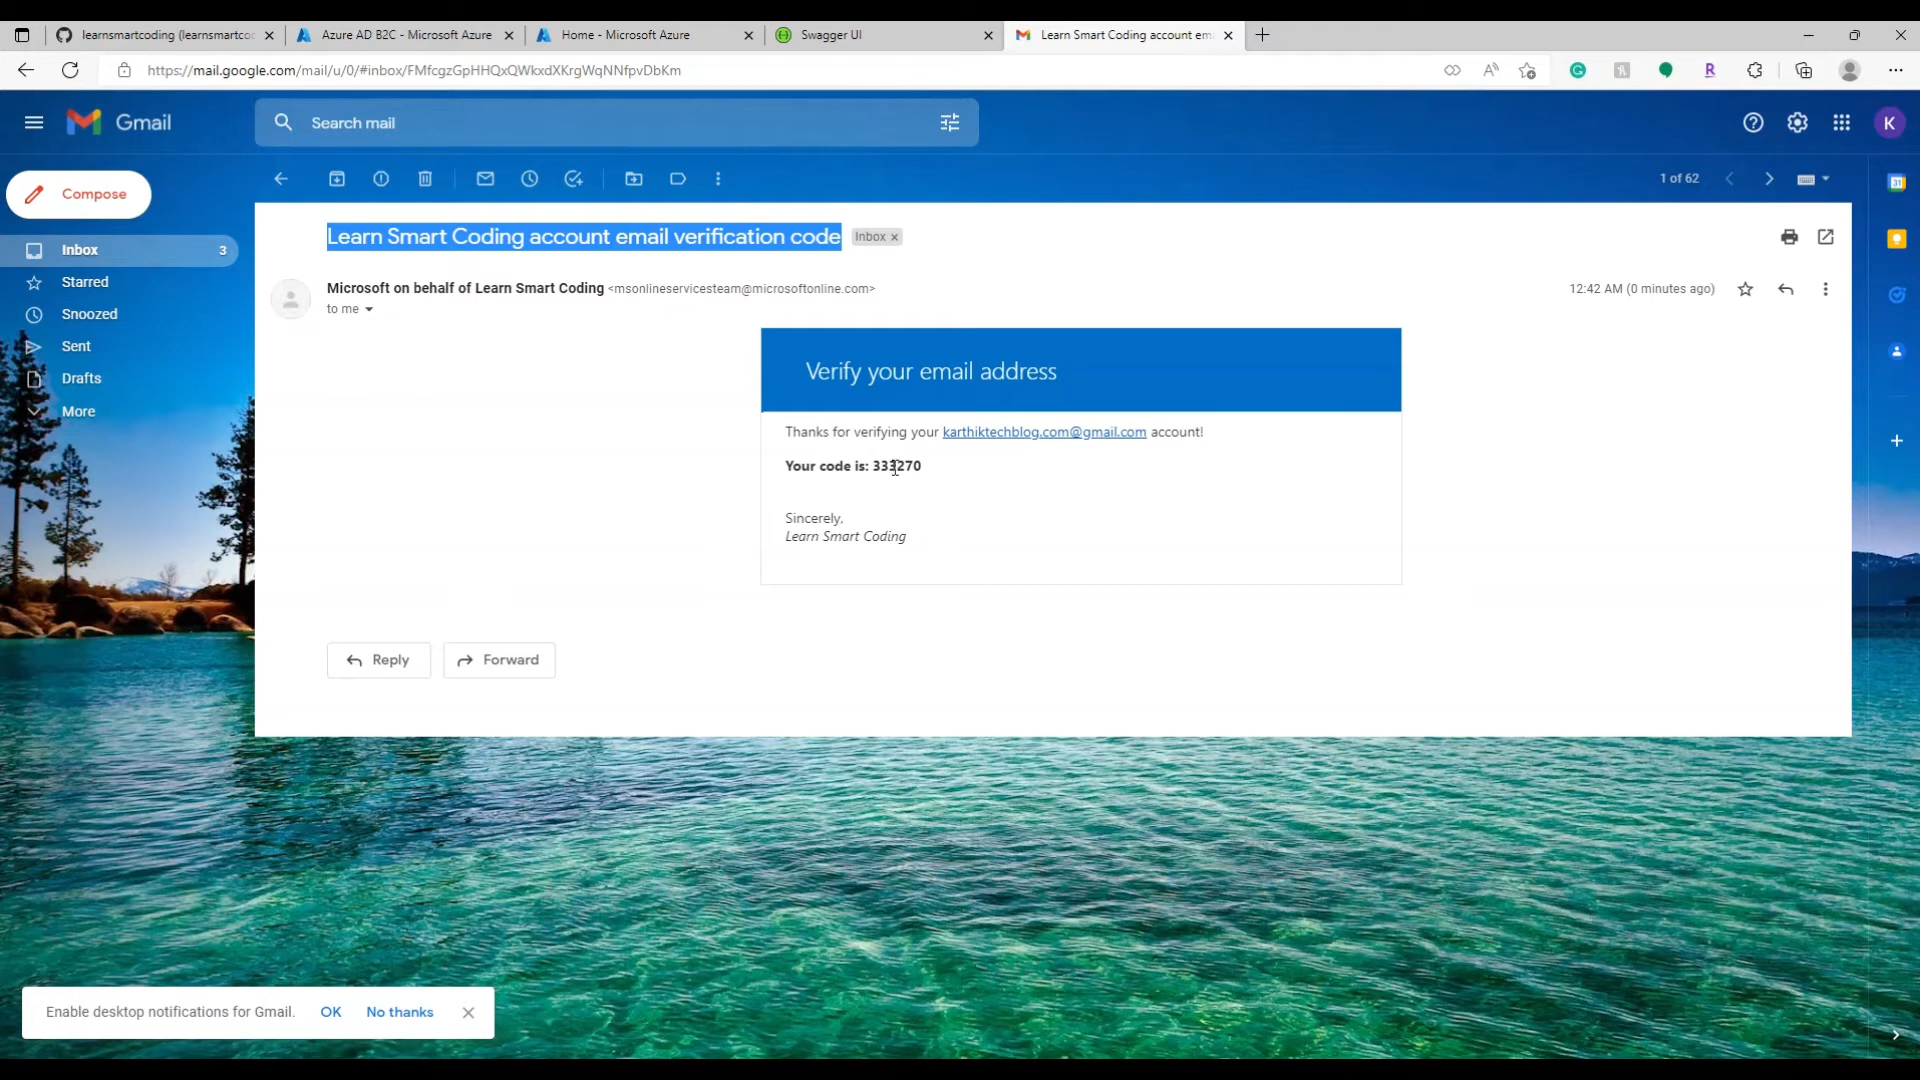 learnsmartcoding (learnsmartcoc
Azure AD B2C - Microsoft Azure
Home - Microsoft Azure
Swagger UI
Learn Smart Coding account em
https://mail.google.com/mail/u/0/#inbox/FMfcgzGpHHQxQWkxdXKrgWqNNfpvDbKm
Gmail
Search mail
K
Compose
1 of 62
31
Inbox 3
Starred
Snoozed
Sent
Drafts
More
Learn Smart Coding account email verification code Inbox x
Microsoft on behalf of Learn Smart Coding <msonlineservicesteam@microsoftonline.com>
12:42 AM (0 minutes ago)
to me
Verify your email address
Thanks for verifying your karthiktechblog.com@gmail.com account!
Your code is: 333270
Sincerely,
Learn Smart Coding
Reply
Forward
Enable desktop notifications for Gmail. OK No thanks